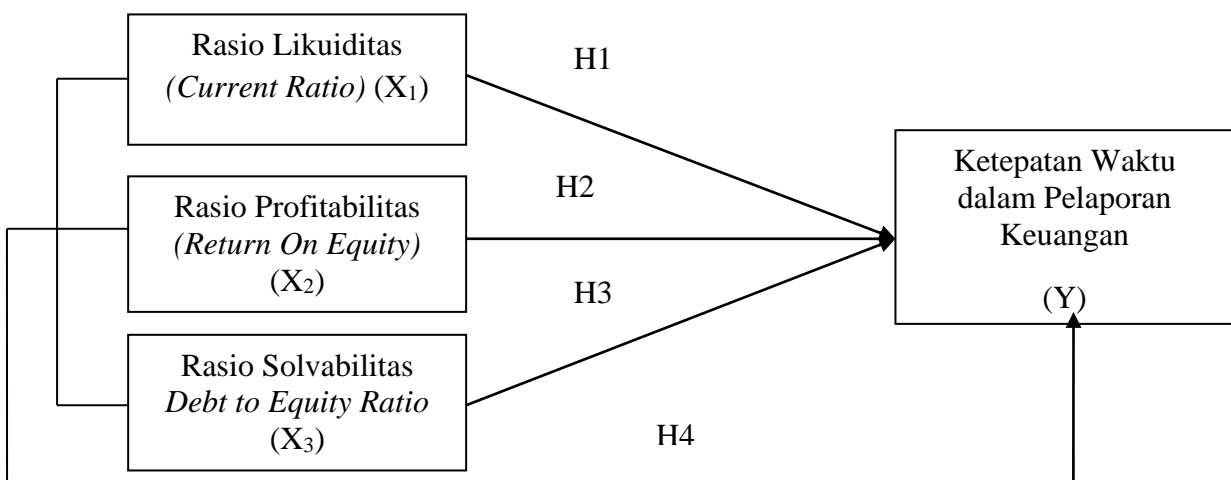 Rasio Likuiditas
(Current Ratio) (X₁)
H1
Rasio Profitabilitas
(Return On Equity)
(X₂)
H2
Rasio Solvabilitas
Debt to Equity Ratio
(X₃)
H3
H4
Ketepatan Waktu
dalam Pelaporan
Keuangan
(Y)